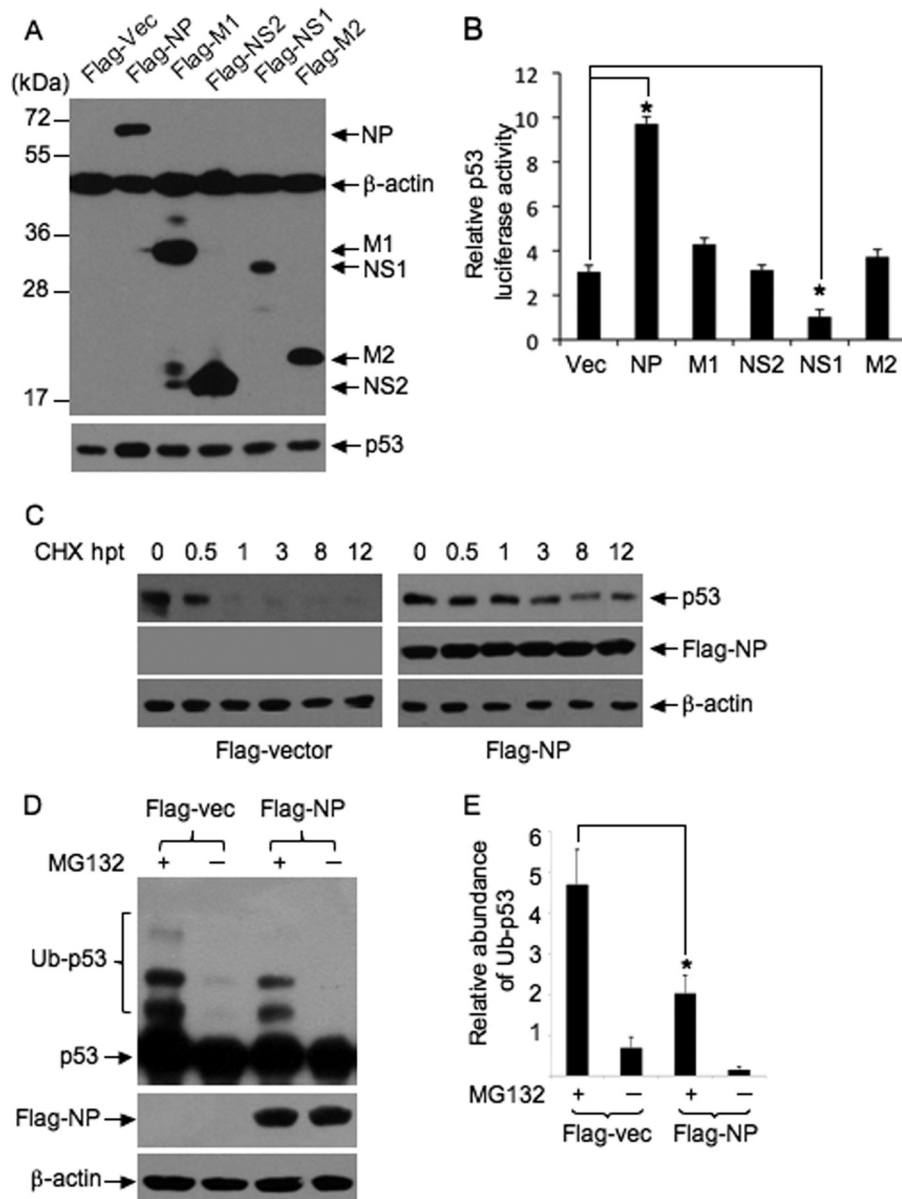 A
Flag-Vec
Flag-NP
Flag-M1
Flag-NS2
Flag-NS1
Flag-M2
(kDa)
72
55
36
28
17
NP
β-actin
M1
NS1
M2
NS2
p53
B
Relative p53
luciferase activity
12
10
8
6
4
2
0
*
*
Vec NP M1 NS2 NS1 M2
C
CHX hpt 0 0.5 1 3 8 12 0 0.5 1 3 8 12
p53
Flag-NP
β-actin
Flag-vector Flag-NP
D
Flag-vec Flag-NP
MG132 + − + −
Ub-p53
p53
Flag-NP
β-actin
E
Relative abundance
of Ub-p53
6
5
4
3
2
1
*
MG132 + − + −
Flag-vec Flag-NP